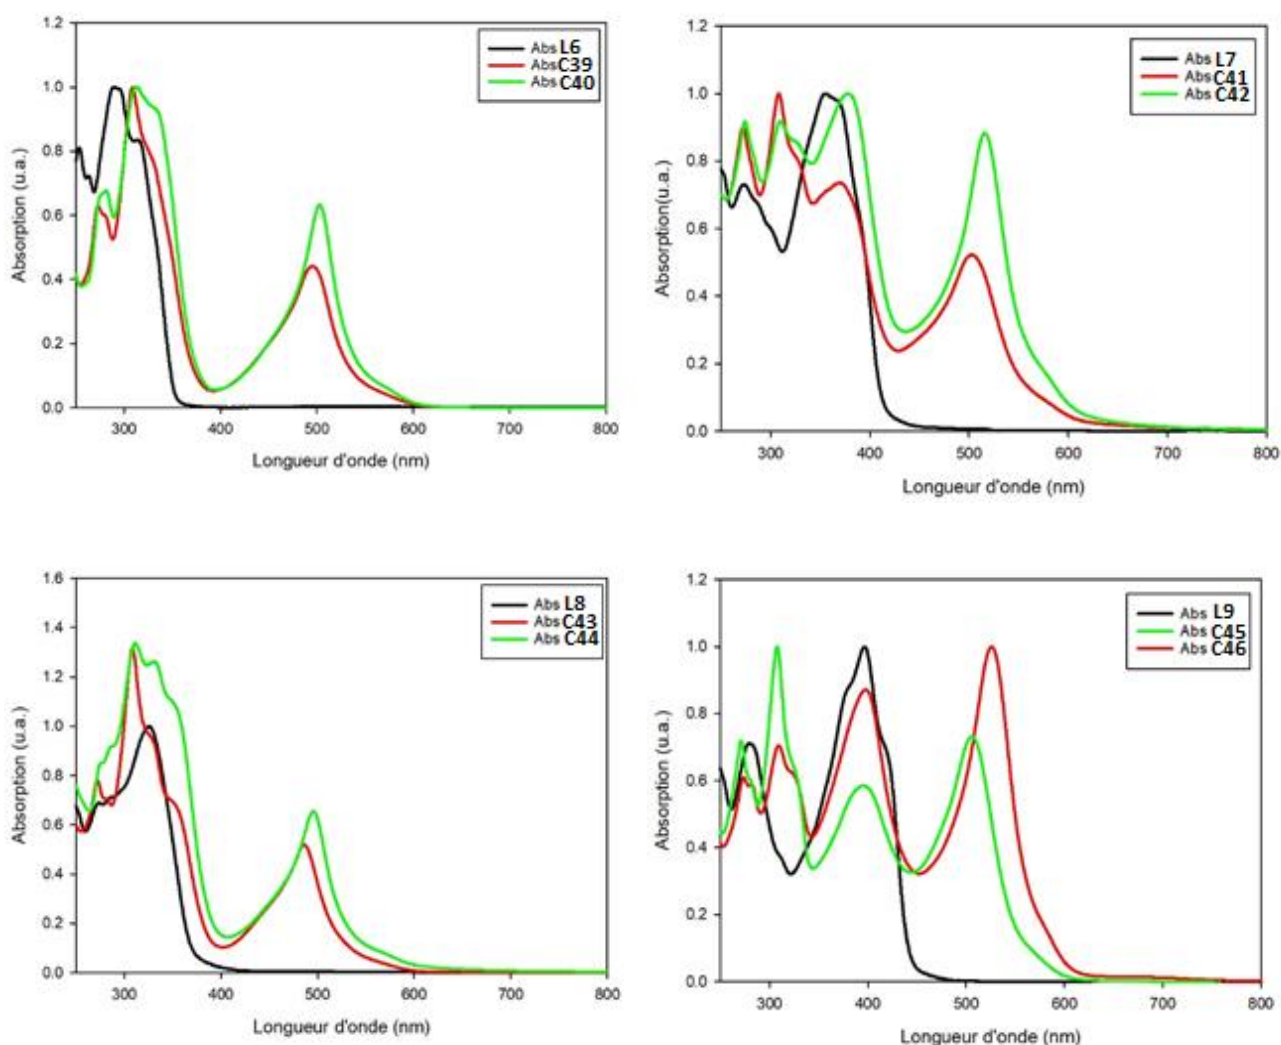 1.2
1.0
0.8
0.6
0.4
0.2
0.0
Absorption (u.a.)
Abs L6
Abs C39
Abs C40
300 400 500 600 700 800
Longueur d'onde (nm)
1.2
1.0
0.8
0.6
0.4
0.2
0.0
Absorption(u.a.)
Abs L7
Abs C41
Abs C42
300 400 500 600 700 800
Longueur d'onde (nm)
1.6
1.4
1.2
1.0
0.8
0.6
0.4
0.2
0.0
Absorption (u.a.)
Abs L8
Abs C43
Abs C44
300 400 500 600 700 800
Longueur d'onde (nm)
1.2
1.0
0.8
0.6
0.4
0.2
0.0
Absorption (u.a.)
Abs L9
Abs C45
Abs C46
300 400 500 600 700 800
Longueur d'onde (nm)